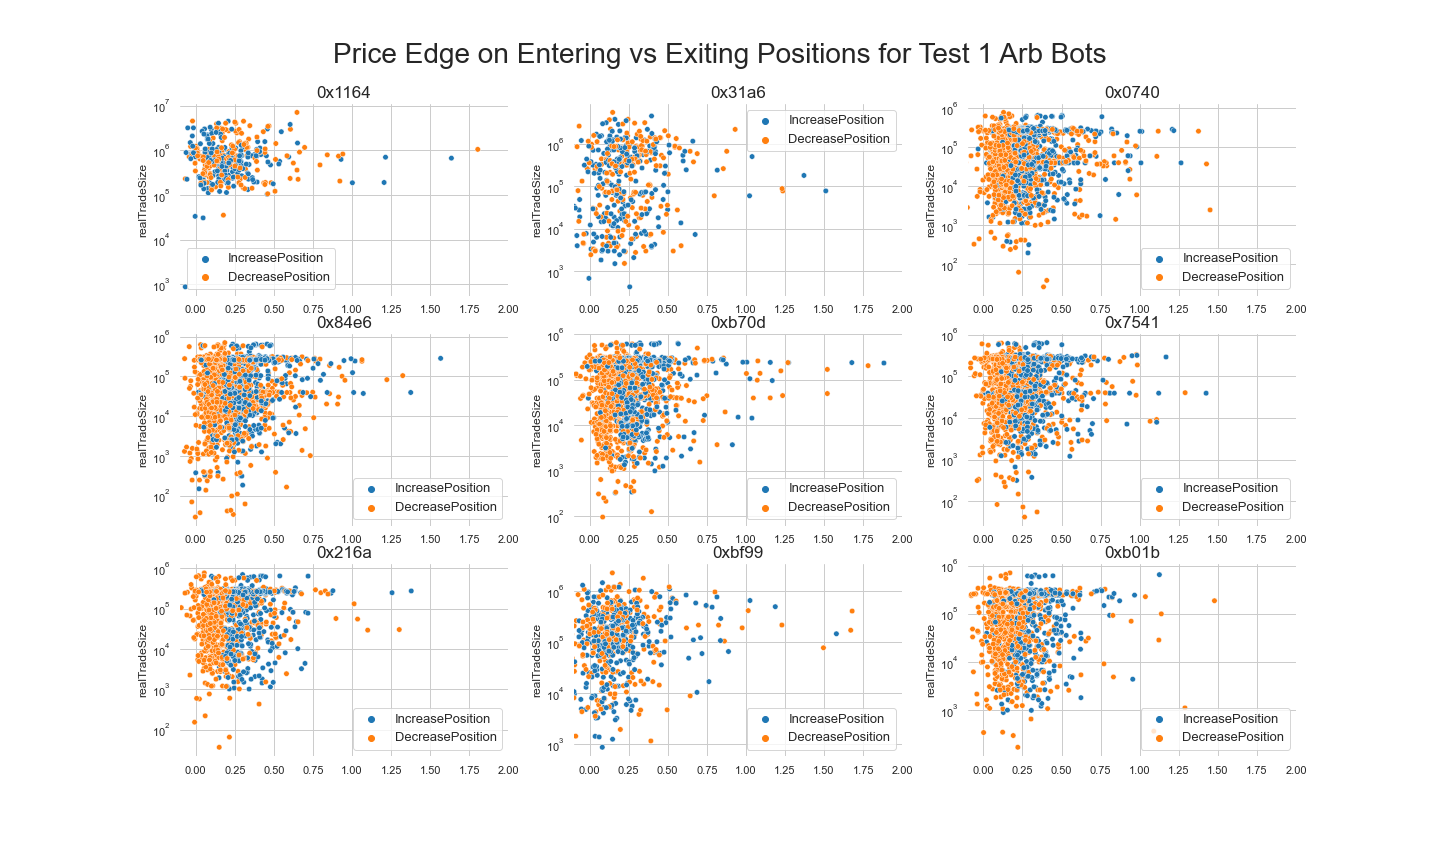 Price Edge on Entering vs Exiting Positions for Test 1 Arb Bots
0x1164
0x31a6
0x0740
realTradeSize
10^7
10^6
10^5
10^4
10^3
IncreasePosition
DecreasePosition
0.00 0.25 0.50 0.75 1.00 1.25 1.50 1.75 2.00
realTradeSize
10^6
10^5
10^4
10^3
IncreasePosition
DecreasePosition
0.00 0.25 0.50 0.75 1.00 1.25 1.50 1.75 2.00
realTradeSize
10^6
10^5
10^4
10^3
10^2
IncreasePosition
DecreasePosition
0.00 0.25 0.50 0.75 1.00 1.25 1.50 1.75 2.00
0x84e6
0xb70d
0x7541
realTradeSize
10^6
10^5
10^4
10^3
10^2
IncreasePosition
DecreasePosition
0.00 0.25 0.50 0.75 1.00 1.25 1.50 1.75 2.00
realTradeSize
10^6
10^5
10^4
10^3
10^2
IncreasePosition
DecreasePosition
0.00 0.25 0.50 0.75 1.00 1.25 1.50 1.75 2.00
realTradeSize
10^6
10^5
10^4
10^3
10^2
IncreasePosition
DecreasePosition
0.00 0.25 0.50 0.75 1.00 1.25 1.50 1.75 2.00
0x216a
0xbf99
0xb01b
realTradeSize
10^6
10^5
10^4
10^3
10^2
IncreasePosition
DecreasePosition
0.00 0.25 0.50 0.75 1.00 1.25 1.50 1.75 2.00
realTradeSize
10^6
10^5
10^4
10^3
IncreasePosition
DecreasePosition
0.00 0.25 0.50 0.75 1.00 1.25 1.50 1.75 2.00
realTradeSize
10^6
10^5
10^4
10^3
IncreasePosition
DecreasePosition
0.00 0.25 0.50 0.75 1.00 1.25 1.50 1.75 2.00